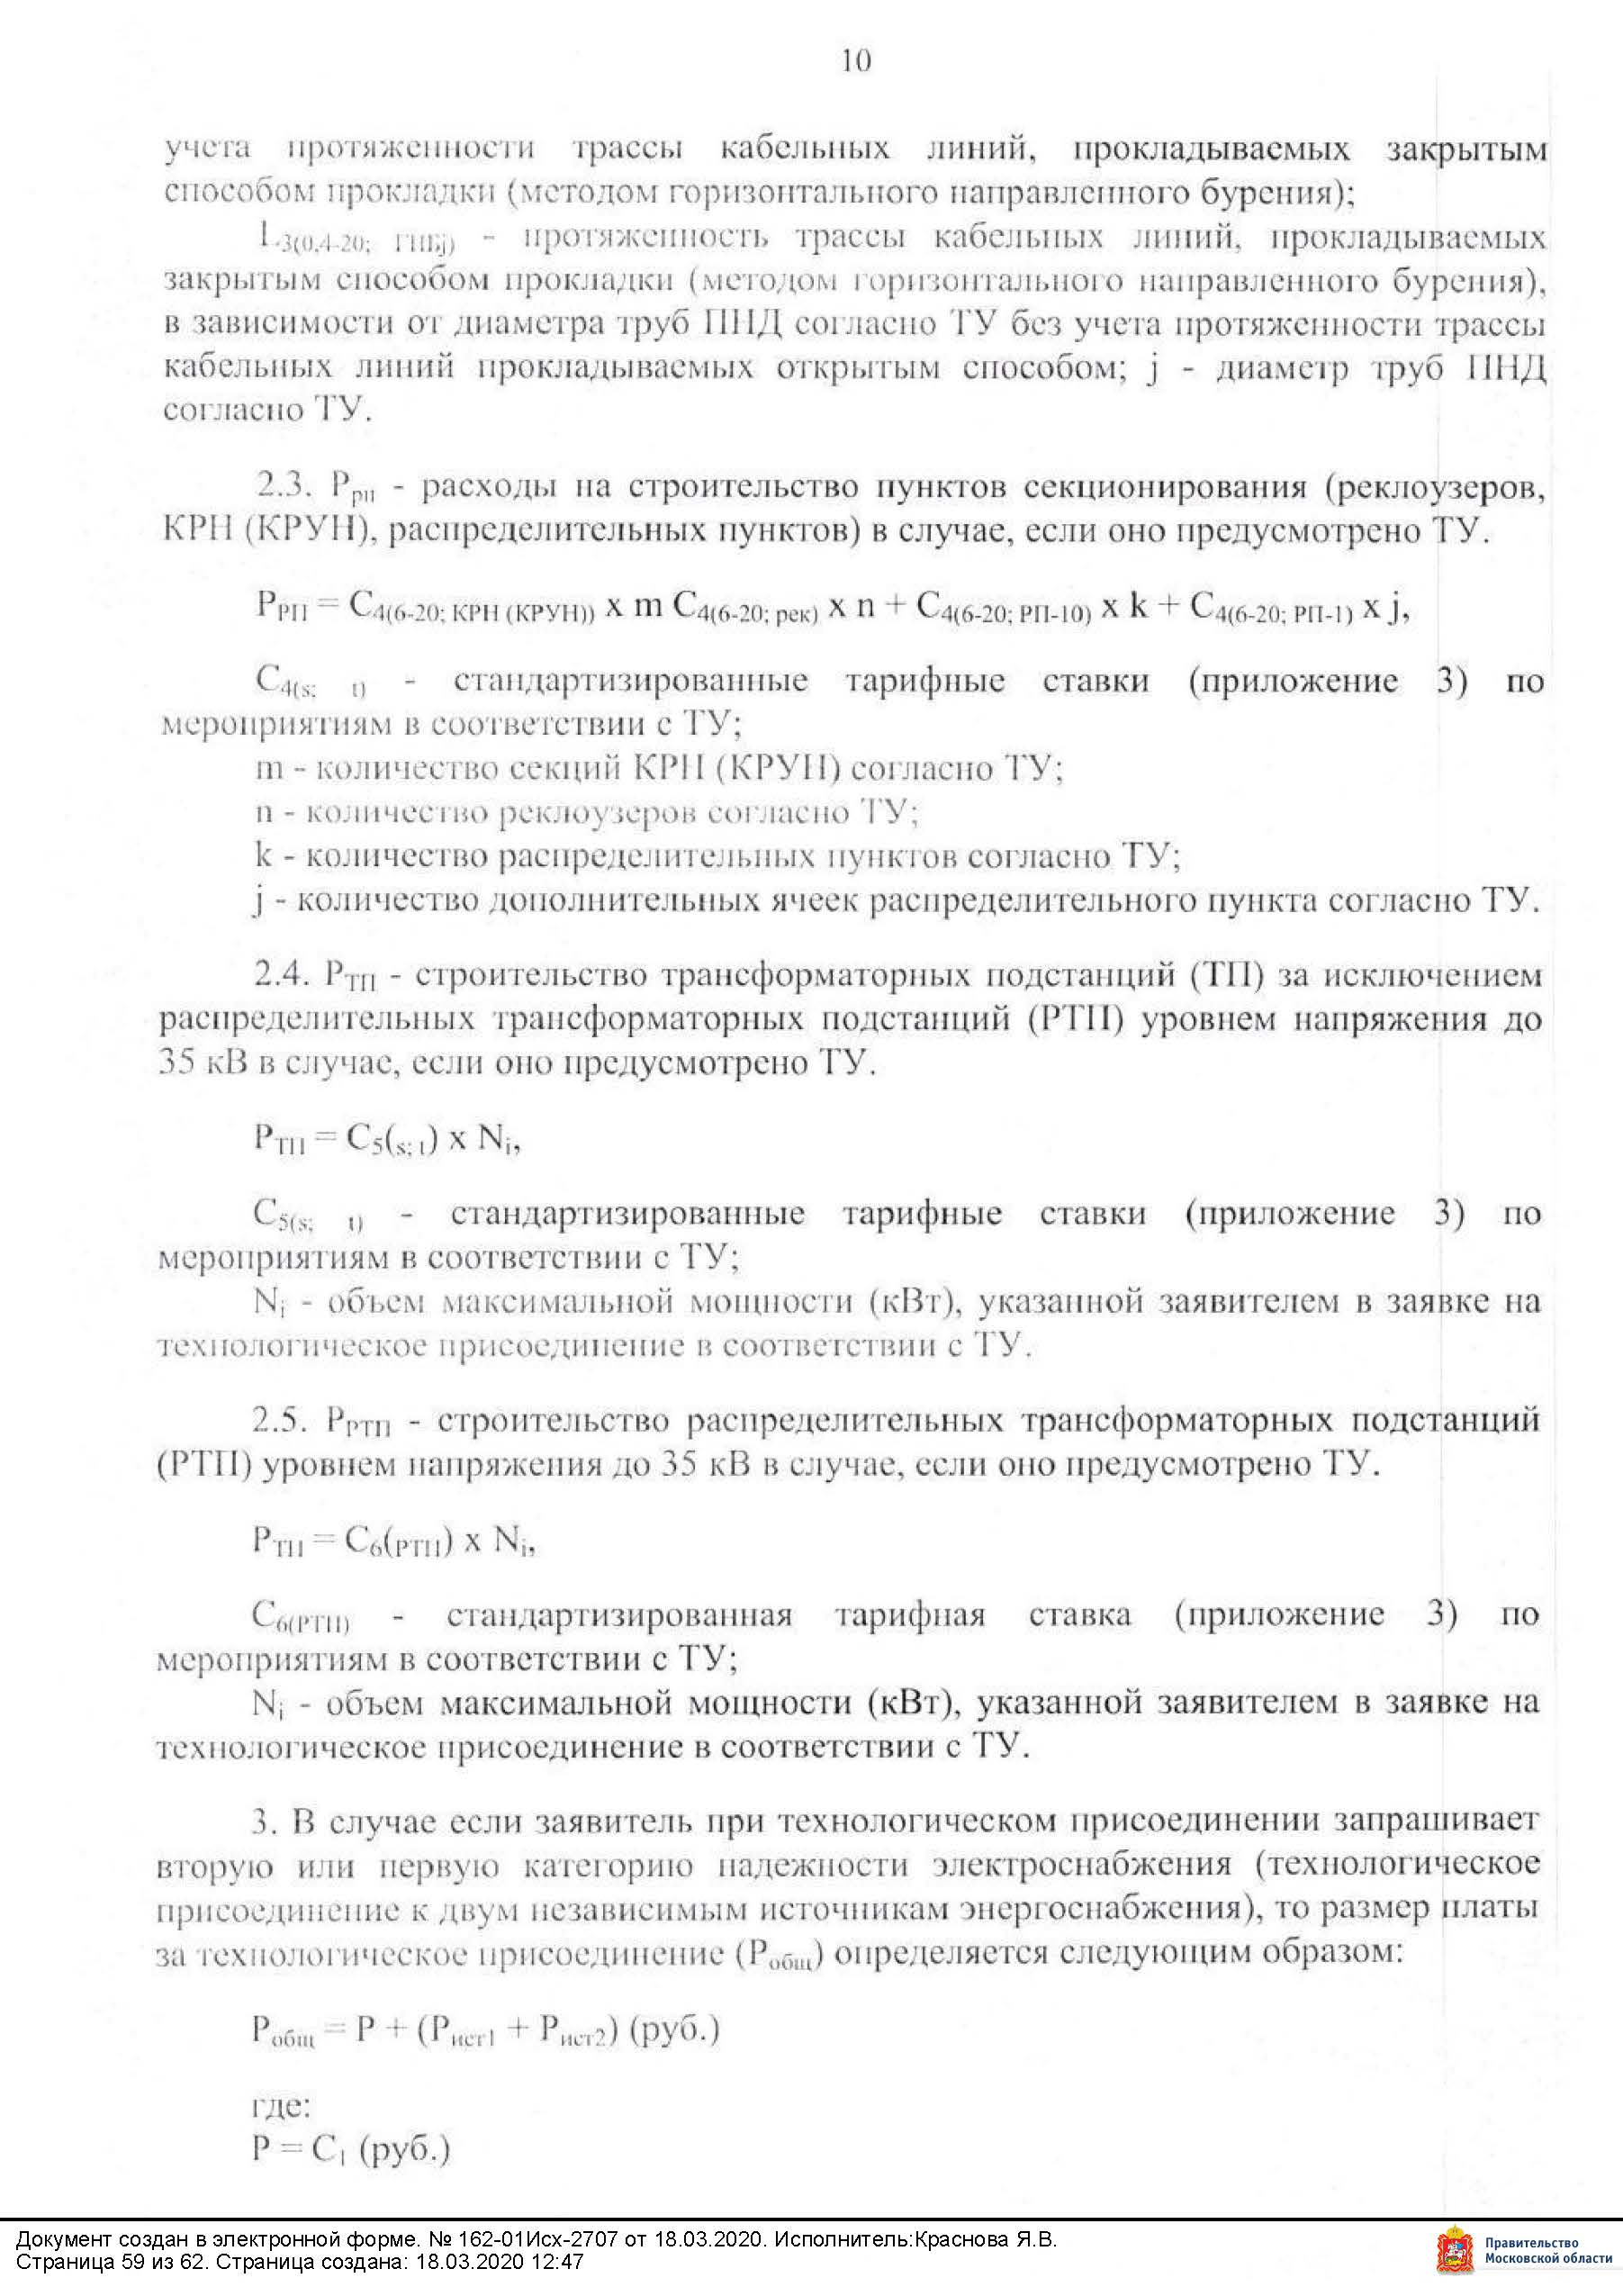 10
учета протяженности трассы кабельных линий, прокладываемых закрытым
способом прокладки (методом горизонтального направленного бурения);
L3(0,4-20; ГНБj) - протяженность трассы кабельных линий, прокладываемых
закрытым способом прокладки (методом горизонтального направленного бурения),
в зависимости от диаметра труб ПНД согласно ТУ без учета протяженности трассы
кабельных линий прокладываемых открытым способом; j - диаметр труб ПНД
согласно ТУ.
2.3. Pрп - расходы на строительство пунктов секционирования (реклоузеров,
КРН (КРУН), распределительных пунктов) в случае, если оно предусмотрено ТУ.
PРП = C4(6-20; КРН (КРУН)) x m C4(6-20; рек) x n + C4(6-20; РП-10) x k + C4(6-20; РП-1) x j,
C4(s; t) - стандартизированные тарифные ставки (приложение 3) по
мероприятиям в соответствии с ТУ;
m - количество секций КРН (КРУН) согласно ТУ;
n - количество реклоузеров согласно ТУ;
k - количество распределительных пунктов согласно ТУ;
j - количество дополнительных ячеек распределительного пункта согласно ТУ.
2.4. PТП - строительство трансформаторных подстанций (ТП) за исключением
распределительных трансформаторных подстанций (РТП) уровнем напряжения до
35 кВ в случае, если оно предусмотрено ТУ.
PТП = C5(s; t) x Ni,
C5(s; t) - стандартизированные тарифные ставки (приложение 3) по
мероприятиям в соответствии с ТУ;
Ni - объем максимальной мощности (кВт), указанной заявителем в заявке на
технологическое присоединение в соответствии с ТУ.
2.5. PРТП - строительство распределительных трансформаторных подстанций
(РТП) уровнем напряжения до 35 кВ в случае, если оно предусмотрено ТУ.
PТП = C6(РТП) x Ni,
C6(РТП) - стандартизированная тарифная ставка (приложение 3) по
мероприятиям в соответствии с ТУ;
Ni - объем максимальной мощности (кВт), указанной заявителем в заявке на
технологическое присоединение в соответствии с ТУ.
3. В случае если заявитель при технологическом присоединении запрашивает
вторую или первую категорию надежности электроснабжения (технологическое
присоединение к двум независимым источникам энергоснабжения), то размер платы
за технологическое присоединение (Pобщ) определяется следующим образом:
Pобщ = P + (Pист1 + Pист2) (руб.)
где:
P = C1 (руб.)
Документ создан в электронной форме. № 162-01Исх-2707 от 18.03.2020. Исполнитель:Краснова Я.В.
Страница 59 из 62. Страница создана: 18.03.2020 12:47
Правительство
Московской области